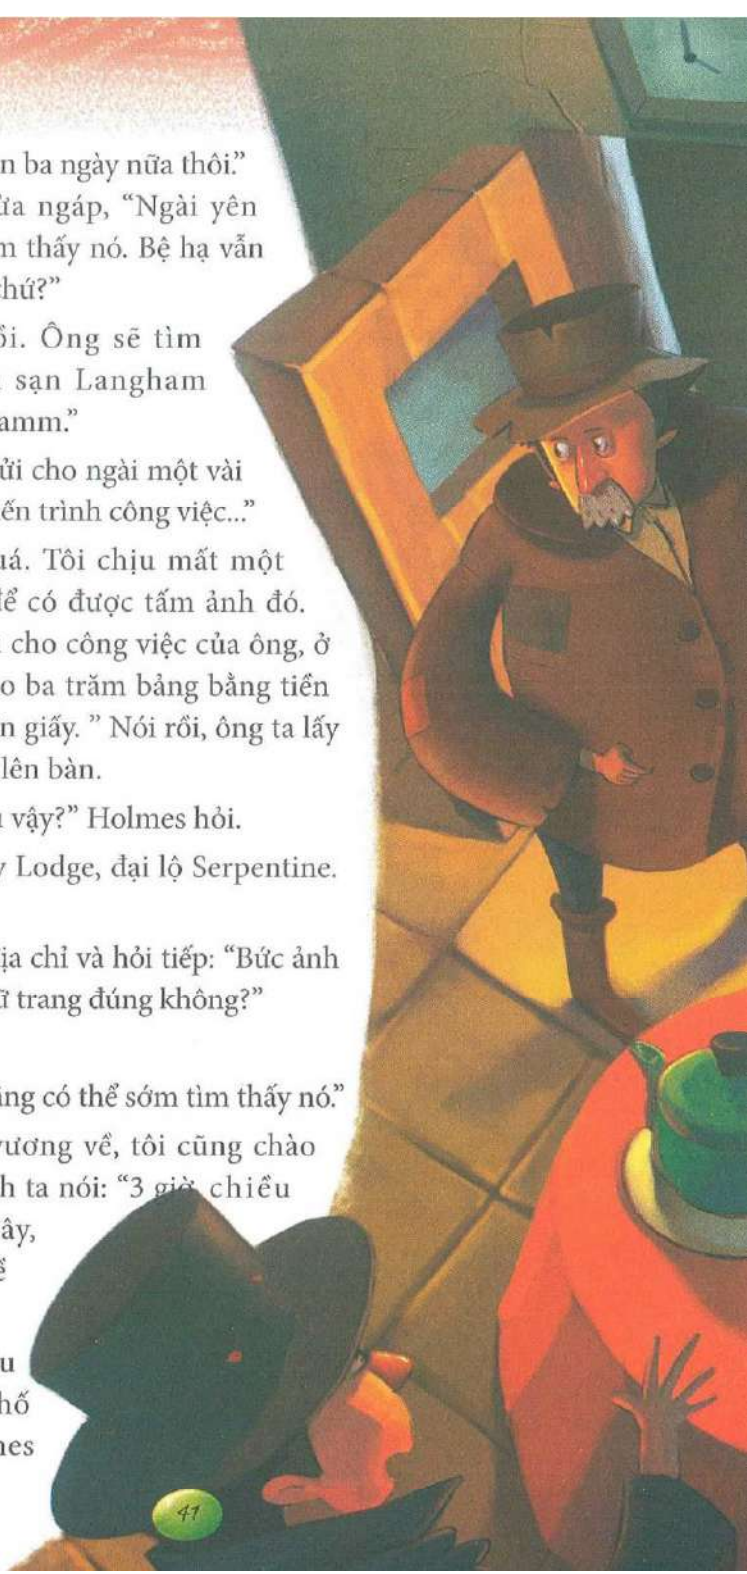 n ba ngày nữa thôi.”
ừa ngáp, “Ngài yên
m thấy nó. Bệ hạ vẫn
hứ?”
ồi. Ông sẽ tìm
sạn Langham
amm.”
ửi cho ngài một vài
ến trình công việc...”
uá. Tôi chịu mất một
để có được tấm ảnh đó.
cho công việc của ông, ở
o ba trăm bảng bằng tiền
n giấy. ” Nói rồi, ông ta lấy
lên bàn.
u vậy?” Holmes hỏi.
y Lodge, đại lộ Serpentine.
ịa chỉ và hỏi tiếp: “Bức ảnh
ữ trang đúng không?”
ằng có thể sớm tìm thấy nó.”
vương về, tôi cũng chào
h ta nói: “3 giờ chiều
ây,
ề
u
hố
nes
41